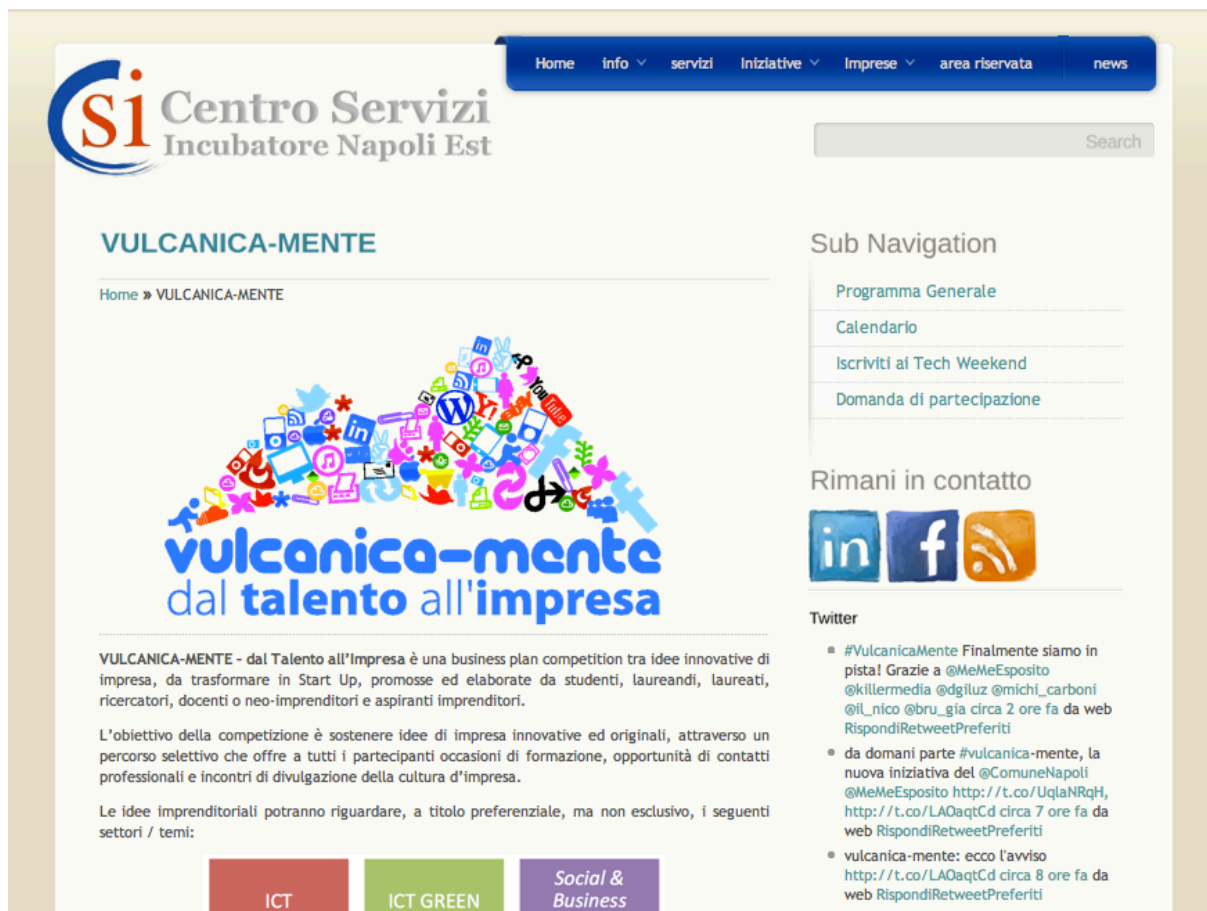 Home info servizi Iniziative Imprese area riservata news
Si Centro Servizi
Incubatore Napoli Est
Search
VULCANICA-MENTE
Home » VULCANICA-MENTE
in
W
Y!
ebay
You Tube
in
f
vulcanica-mente
dal talento all'impresa
VULCANICA-MENTE – dal Talento all'Impresa è una business plan competition tra idee innovative di
impresa, da trasformare in Start Up, promosse ed elaborate da studenti, laureandi, laureati,
ricercatori, docenti o neo-imprenditori e aspiranti imprenditori.
L'obiettivo della competizione è sostenere idee di impresa innovative ed originali, attraverso un
percorso selettivo che offre a tutti i partecipanti occasioni di formazione, opportunità di contatti
professionali e incontri di divulgazione della cultura d'impresa.
Le idee imprenditoriali potranno riguardare, a titolo preferenziale, ma non esclusivo, i seguenti
settori / temi:
ICT
ICT GREEN
Social &
Business
Sub Navigation
Programma Generale
Calendario
Iscriviti ai Tech Weekend
Domanda di partecipazione
Rimani in contatto
in f
Twitter
#VulcanicaMente Finalmente siamo in
pista! Grazie a @MeMeEsposito
@killermedia @dgiluz @michi_carboni
@il_nico @bru_gia circa 2 ore fa da web
RispondiRetweetPreferiti
da domani parte #vulcanica-mente, la
nuova iniziativa del @ComuneNapoli
@MeMeEsposito http://t.co/UqlaNRqH,
http://t.co/LAOaqtCd circa 7 ore fa da
web RispondiRetweetPreferiti
vulcanica-mente: ecco l'avviso
http://t.co/LAOaqtCd circa 8 ore fa da
web RispondiRetweetPreferiti